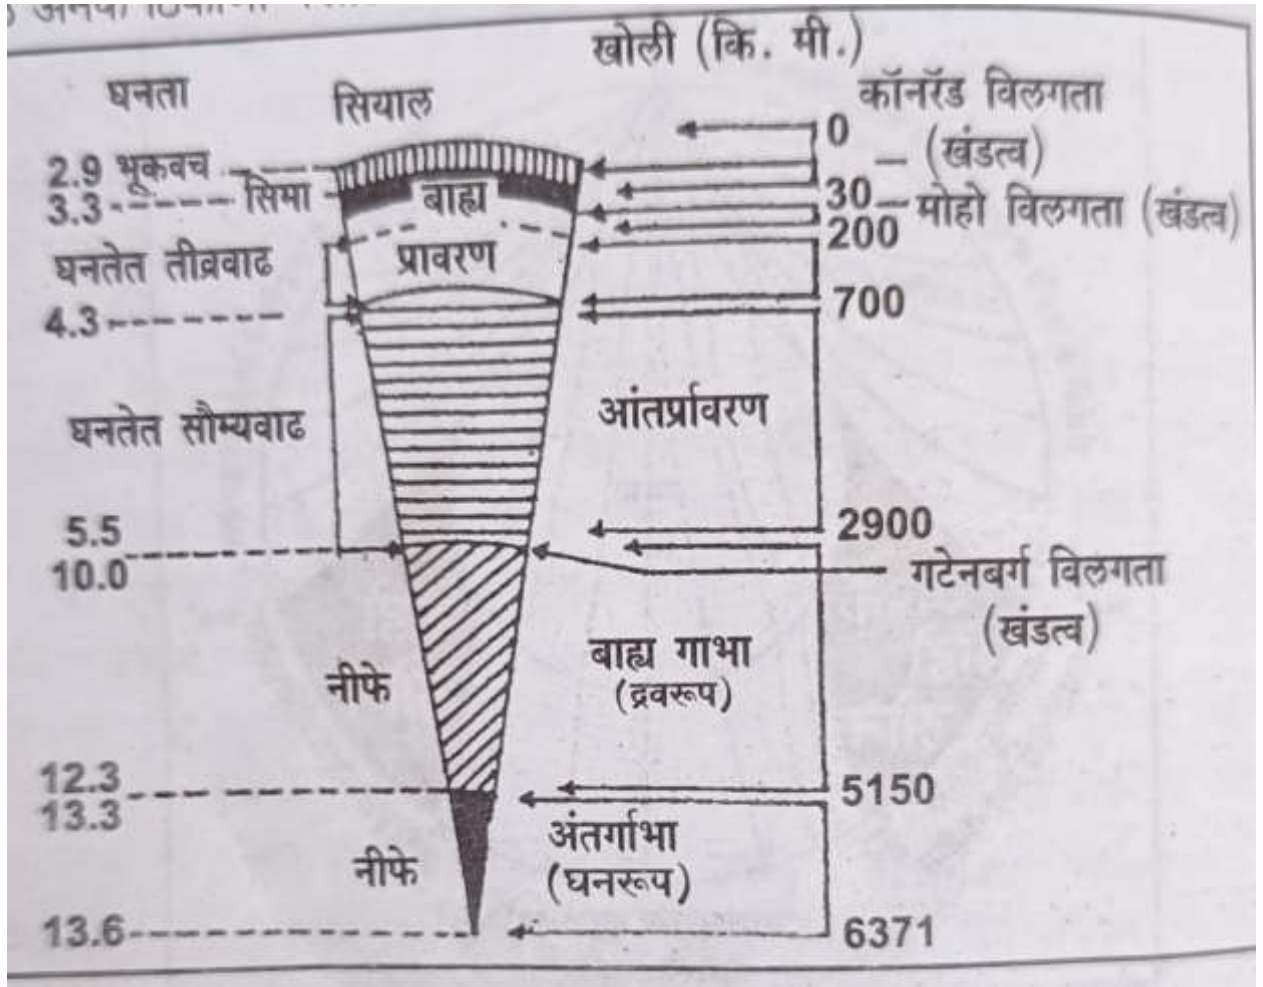 खोली (कि. मी.)
घनता
सियाल
कॉनरॅड विलगता
(खंडत्व)
0
2.9 भूकवच
3.3
सिमा
बाह्य
30
मोहो विलगता (खंडत्व)
200
घनतेत तीव्रवाढ
प्रावरण
4.3
700
घनतेत सौम्यवाढ
आंतर्प्रावरण
5.5
2900
10.0
गटेनबर्ग विलगता
(खंडत्व)
नीफे
बाह्य गाभा
(द्रवरूप)
12.3
5150
13.3
नीफे
अंतर्गाभा
(घनरूप)
13.6
6371